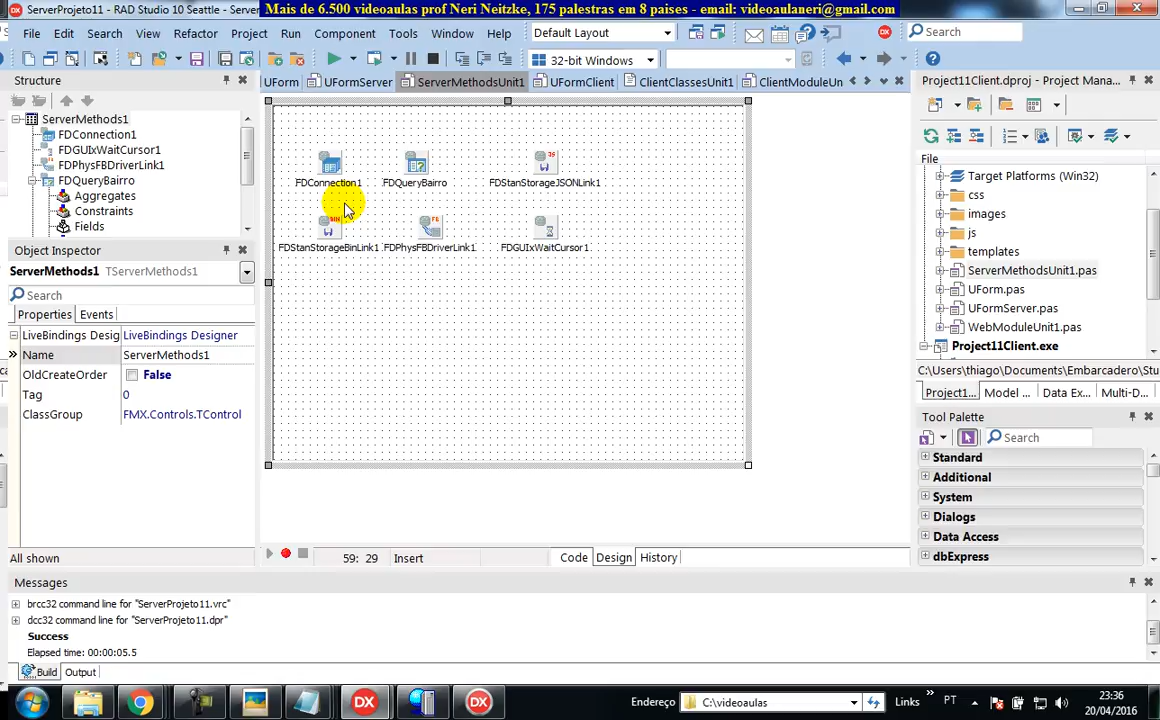 ServerProjeto11 - RAD Studio 10 Seattle - Server
Mais de 6.500 videoaulas prof Neri Neitzke, 175 palestras em 8 paises - email: videoaulaneri@gmail.com
File Edit Search View Refactor Project Run Component Tools Window Help
Default Layout
Search
32-bit Windows
Structure
ServerMethods1
FDConnection1
FDGUIxWaitCursor1
FDPhysFBDriverLink1
FDQueryBairro
Aggregates
Constraints
Fields
Object Inspector
ServerMethods1 TServerMethods1
Search
Properties Events
LiveBindings Desig LiveBindings Designer
Name ServerMethods1
OldCreateOrder False
Tag 0
ClassGroup FMX.Controls.TControl
All shown
UForm UFormServer ServerMethodsUnit1 UFormClient ClientClassesUnit1 ClientModuleUn
FDConnection1 FDQueryBairro FDStanStorageJSONLink1
FDStanStorageBinLink1 FDPhysFBDriverLink1 FDGUIxWaitCursor1
59: 29 Insert Code Design History
Project11Client.dproj - Project Mana...
File
Target Platforms (Win32)
css
images
js
templates
ServerMethodsUnit1.pas
UForm.pas
UFormServer.pas
WebModuleUnit1.pas
Project11Client.exe
C:\Users\thiago\Documents\Embarcadero\Stu
Project1... Model ... Data Ex... Multi-D...
Tool Palette
Search
Standard
Additional
System
Dialogs
Data Access
dbExpress
Messages
brcc32 command line for "ServerProjeto11.vrc"
dcc32 command line for "ServerProjeto11.dpr"
Success
Elapsed time: 00:00:05.5
Build Output
Endereço C:\videoaulas Links PT
23:36
20/04/2016